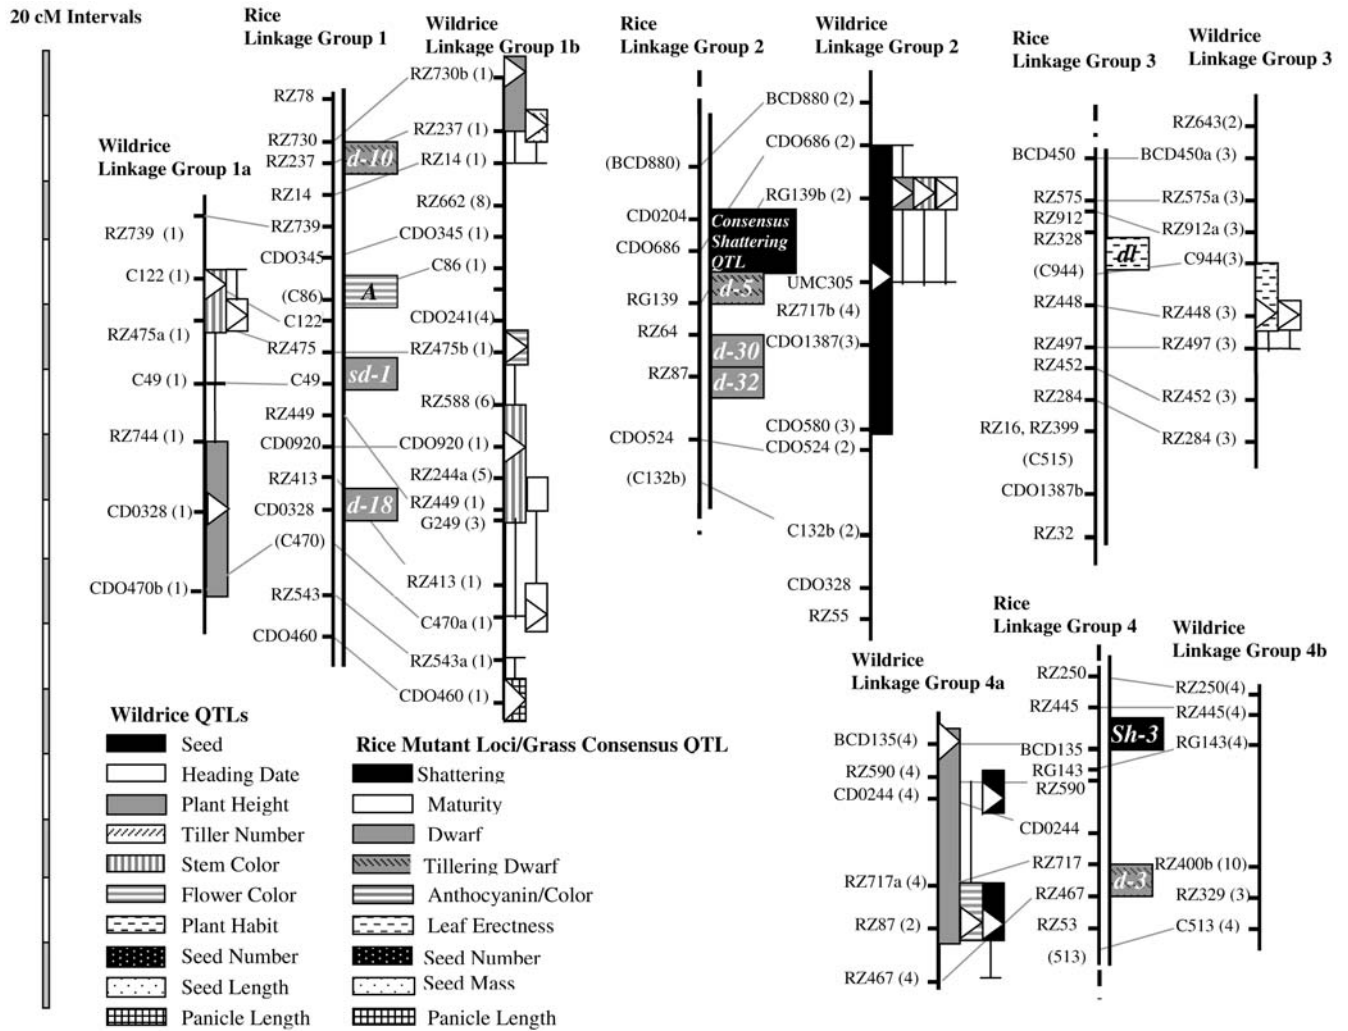 20 cM Intervals
Rice
Linkage Group 1
Wildrice
Linkage Group 1b
Rice
Linkage Group 2
Wildrice
Linkage Group 2
Rice
Linkage Group 3
Wildrice
Linkage Group 3
Wildrice
Linkage Group 1a
RZ739 (1)
C122 (1)
RZ475a (1)
C49 (1)
RZ744 (1)
CD0328 (1)
CDO470b (1)
RZ78
RZ730
RZ237
RZ14
RZ739
CDO345
(C86)
C122
RZ475
C49
RZ449
CD0920
RZ413
CD0328
(C470)
RZ543
CDO460
d-10
A
sd-1
d-18
RZ730b (1)
RZ237 (1)
RZ14 (1)
RZ662 (8)
CDO345 (1)
C86 (1)
CDO241(4)
RZ475b (1)
RZ588 (6)
CDO920 (1)
RZ244a (5)
RZ449 (1)
G249 (3)
RZ413 (1)
C470a (1)
RZ543a (1)
CDO460 (1)
(BCD880)
CD0204
CDO686
RG139
RZ64
RZ87
CDO524
(C132b)
Consensus
Shattering
QTL
d-5
d-30
d-32
BCD880 (2)
CDO686 (2)
RG139b (2)
UMC305
RZ717b (4)
CDO1387(3)
CDO580 (3)
CDO524 (2)
C132b (2)
CDO328
RZ55
BCD450
RZ575
RZ912
RZ328
(C944)
RZ448
RZ497
RZ452
RZ284
RZ16, RZ399
(C515)
CDO1387b
RZ32
dl
RZ643(2)
BCD450a (3)
RZ575a (3)
RZ912a (3)
C944(3)
RZ448 (3)
RZ497 (3)
RZ452 (3)
RZ284 (3)
Wildrice
Linkage Group 4a
Rice
Linkage Group 4
Wildrice
Linkage Group 4b
BCD135(4)
RZ590 (4)
CD0244 (4)
RZ717a (4)
RZ87 (2)
RZ467 (4)
RZ250
RZ445
BCD135
RG143
RZ590
CD0244
RZ717
RZ467
RZ53
(513)
Sh-3
d-3
RZ250(4)
RZ445(4)
RG143(4)
RZ400b (10)
RZ329 (3)
C513 (4)
Wildrice QTLs
Seed
Heading Date
Plant Height
Tiller Number
Stem Color
Flower Color
Plant Habit
Seed Number
Seed Length
Panicle Length
Rice Mutant Loci/Grass Consensus QTL
Shattering
Maturity
Dwarf
Tillering Dwarf
Anthocyanin/Color
Leaf Erectness
Seed Number
Seed Mass
Panicle Length